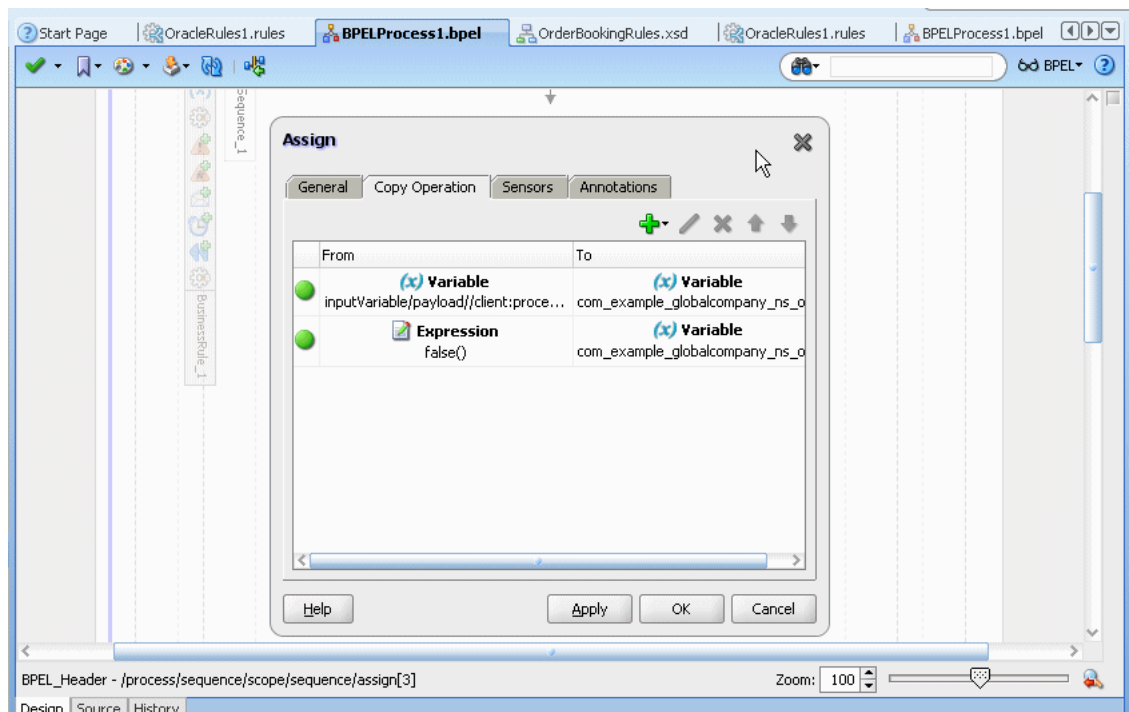 Start Page OracleRules1.rules BPELProcess1.bpel OrderBookingRules.xsd OracleRules1.rules BPELProcess1.bpel
BPEL
Sequence_1
Assign
General Copy Operation Sensors Annotations
From To
(x) Variable (x) Variable
inputVariable/payload//client:proce... com_example_globalcompany_ns_o
Expression (x) Variable
false() com_example_globalcompany_ns_o
BusinessRule_1
Help Apply OK Cancel
BPEL_Header - /process/sequence/scope/sequence/assign[3] Zoom: 100
Design Source History